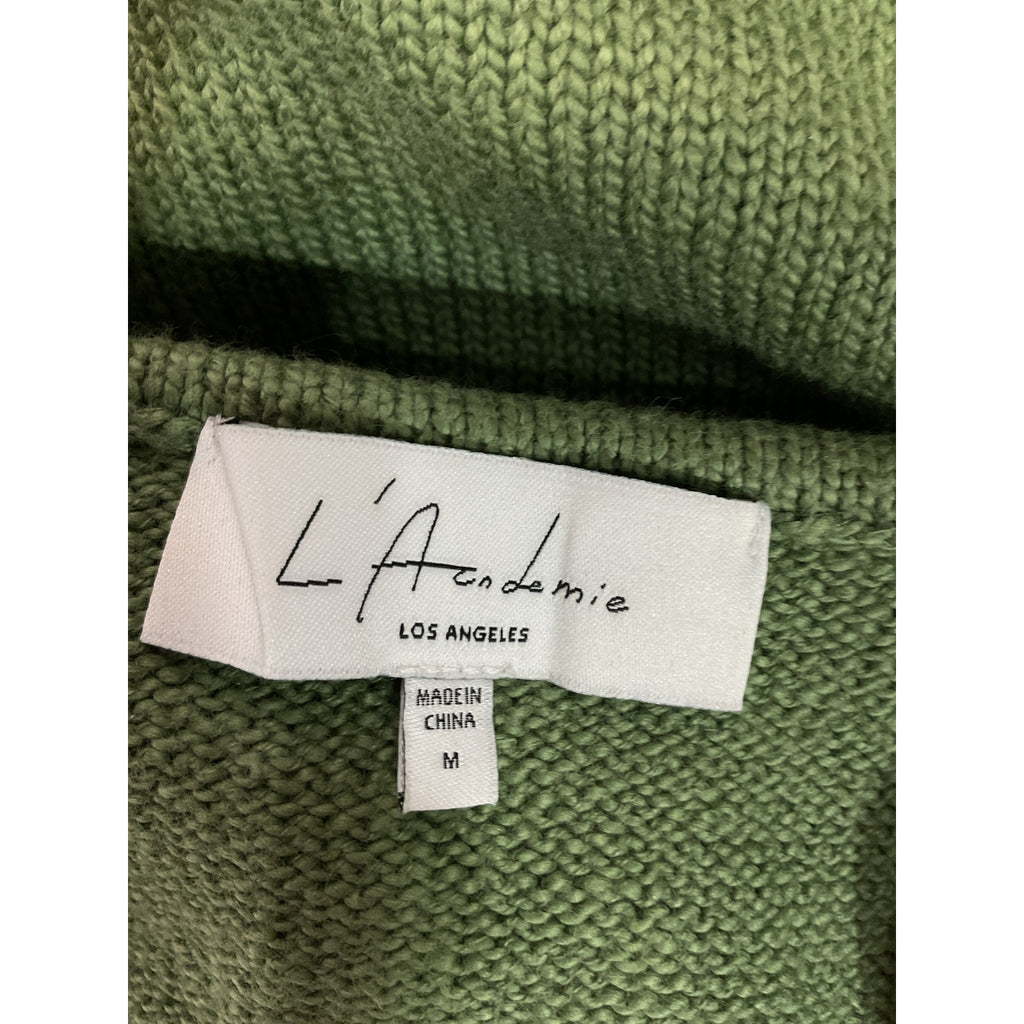 L'Academie
LOS ANGELES
MADE IN
CHINA
M